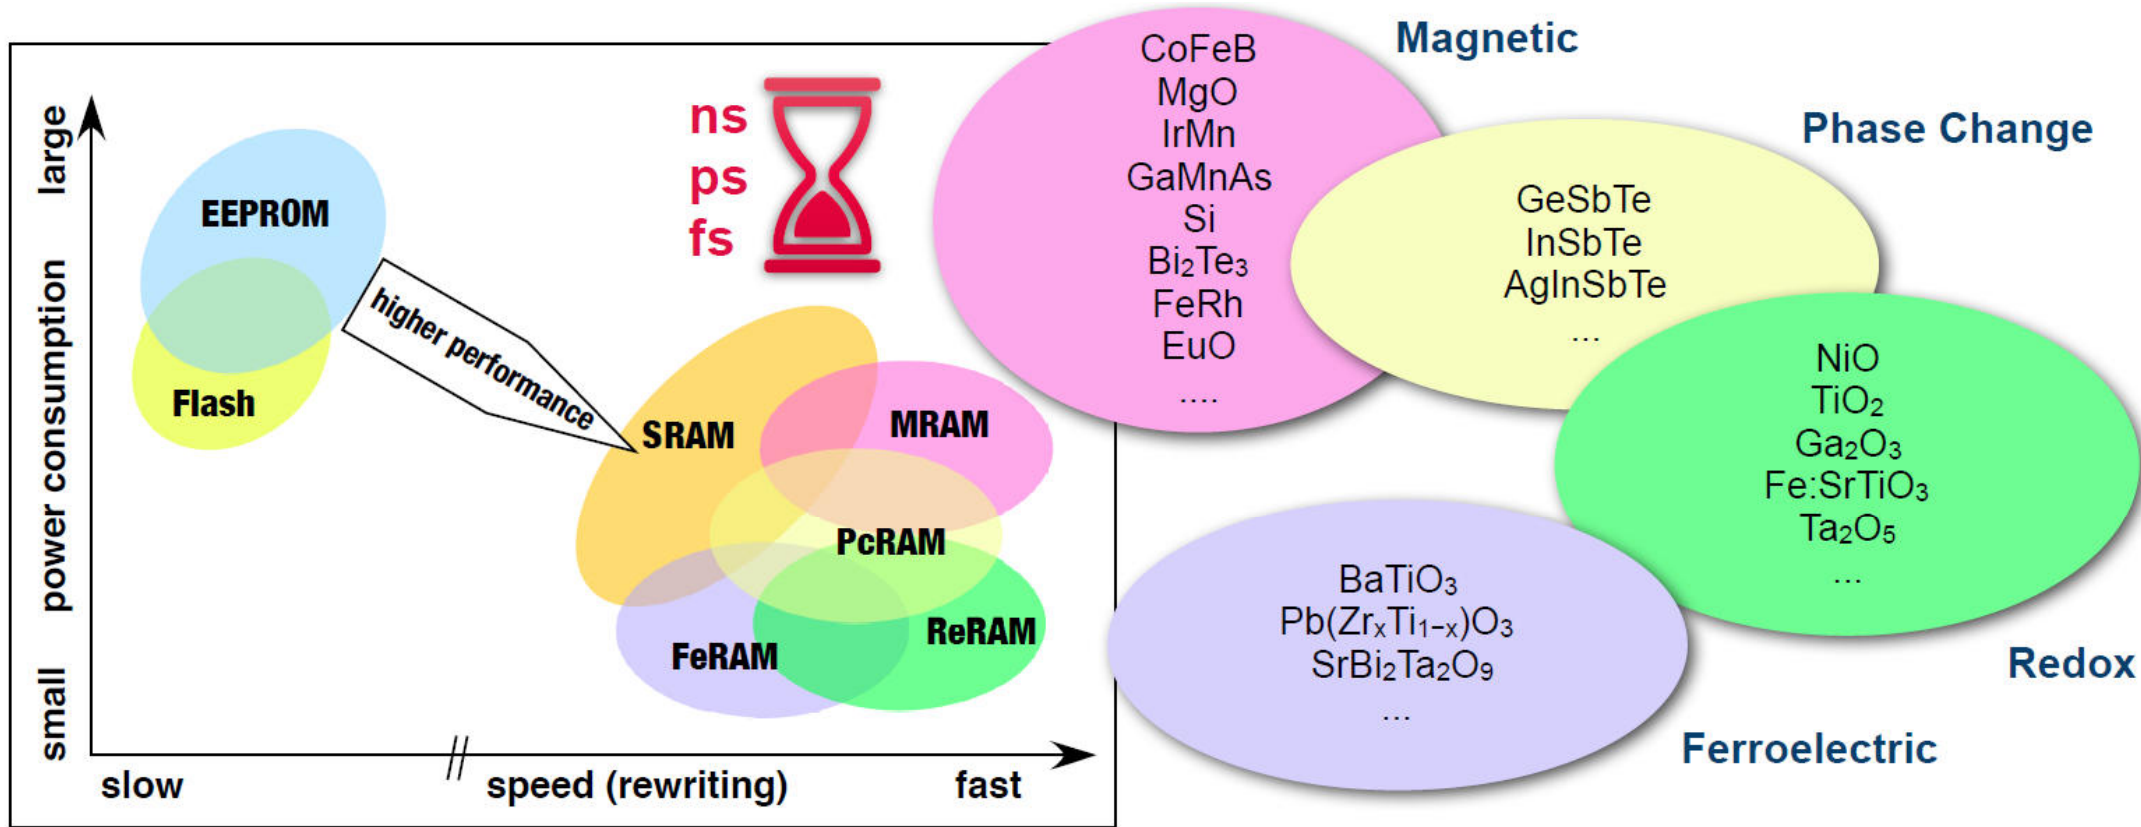 large
power consumption
small
slow
speed (rewriting)
fast
EEPROM
Flash
higher performance
ns
ps
fs
SRAM
MRAM
PcRAM
FeRAM
ReRAM
Magnetic
CoFeB
MgO
IrMn
GaMnAs
Si
Bi₂Te₃
FeRh
EuO
....
Phase Change
GeSbTe
InSbTe
AgInSbTe
...
NiO
TiO₂
Ga₂O₃
Fe:SrTiO₃
Ta₂O₅
...
Redox
BaTiO₃
Pb(ZrₓTi₁₋ₓ)O₃
SrBi₂Ta₂O₉
...
Ferroelectric